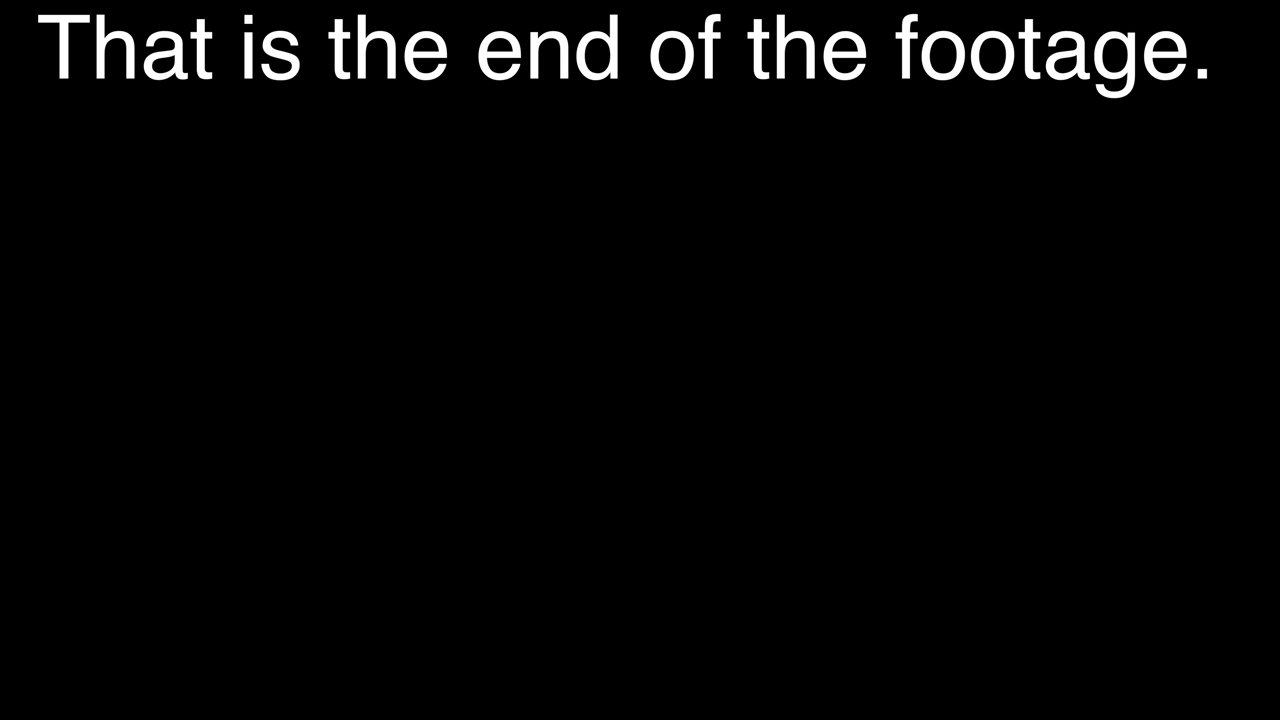 That is the end of the footage.